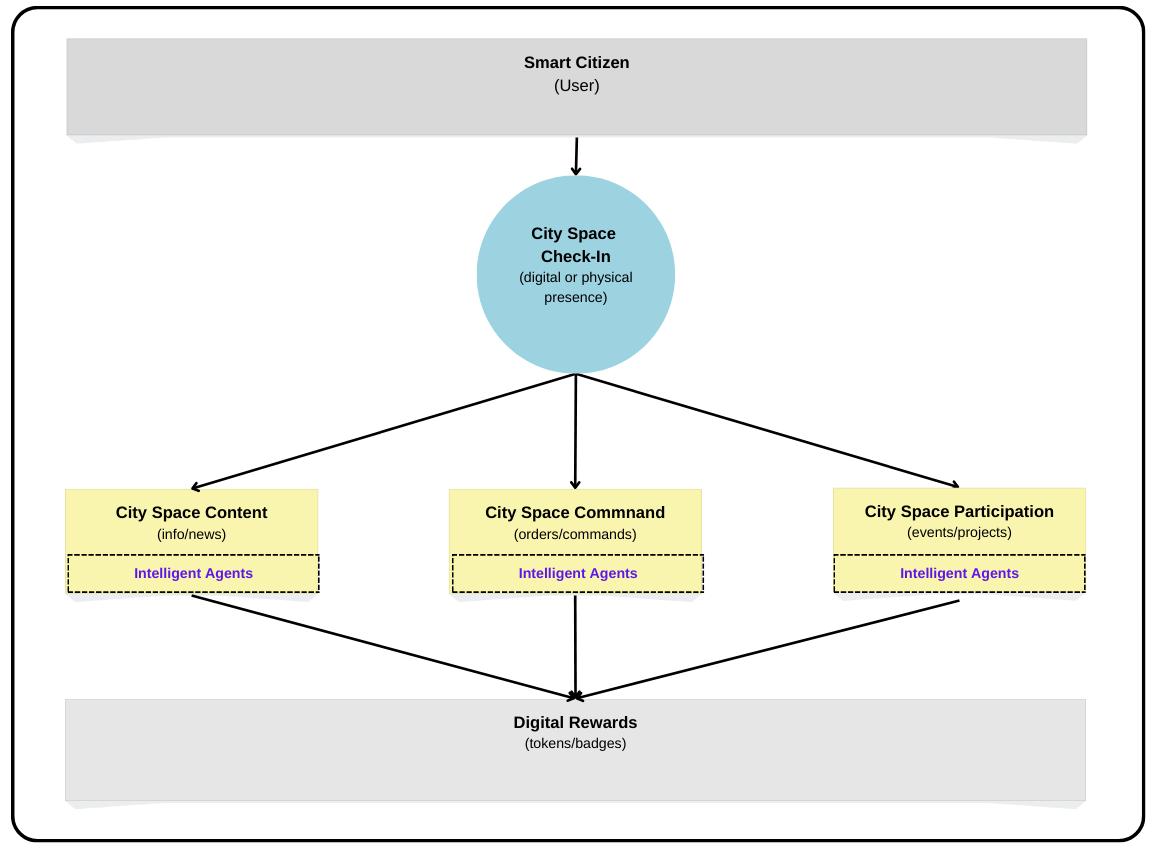 Smart Citizen
(User)
City Space
Check-In
(digital or physical
presence)
City Space Content
(info/news)
Intelligent Agents
City Space Commnand
(orders/commands)
Intelligent Agents
City Space Participation
(events/projects)
Intelligent Agents
Digital Rewards
(tokens/badges)